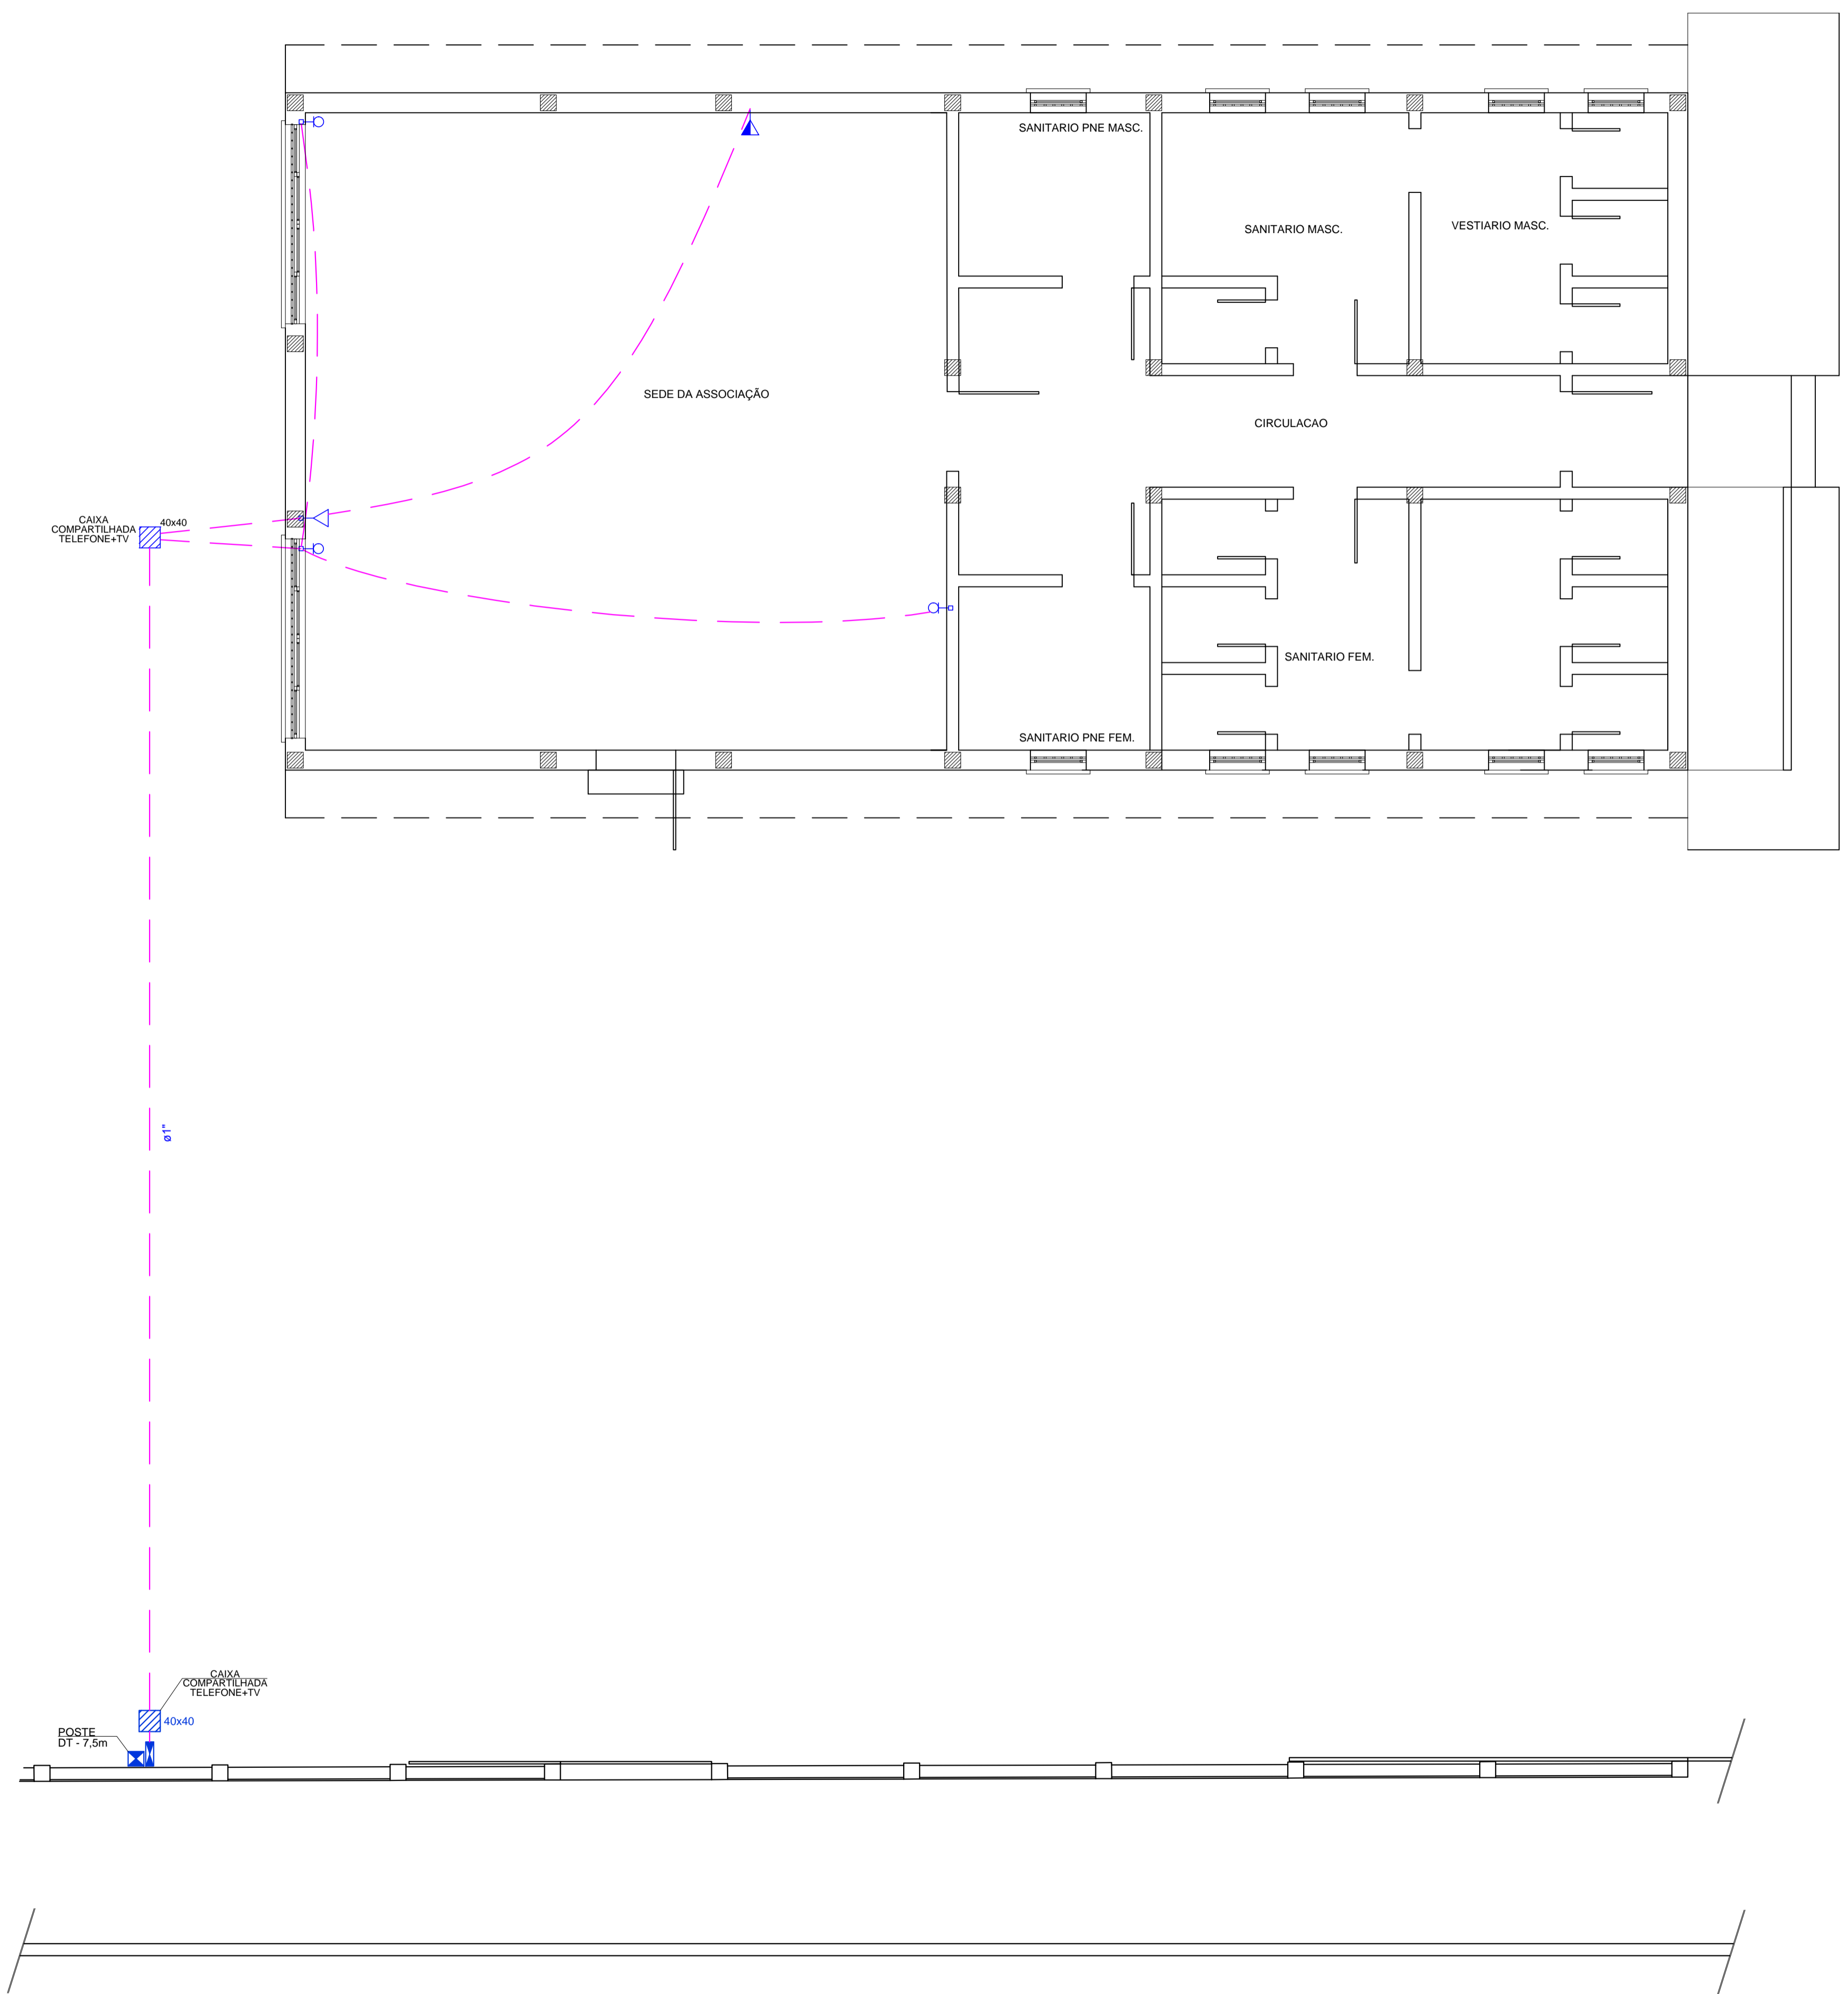 SANITARIO PNE MASC.
SANITARIO MASC.
VESTIARIO MASC.
SEDE DA ASSOCIAÇÃO
CIRCULACAO
CAIXA
COMPARTILHADA
TELEFONE+TV
40x40
SANITARIO FEM.
SANITARIO PNE FEM.
ø1"
CAIXA
COMPARTILHADA
TELEFONE+TV
40x40
POSTE
DT - 7,5m